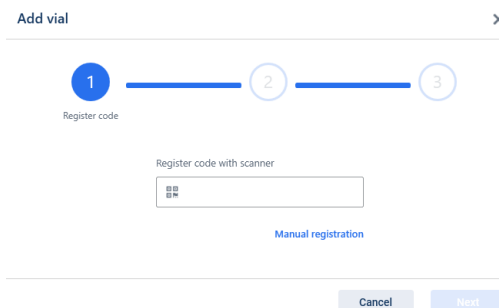 Add vial
1
2
3
Register code
Register code with scanner
Manual registration
Cancel
Next